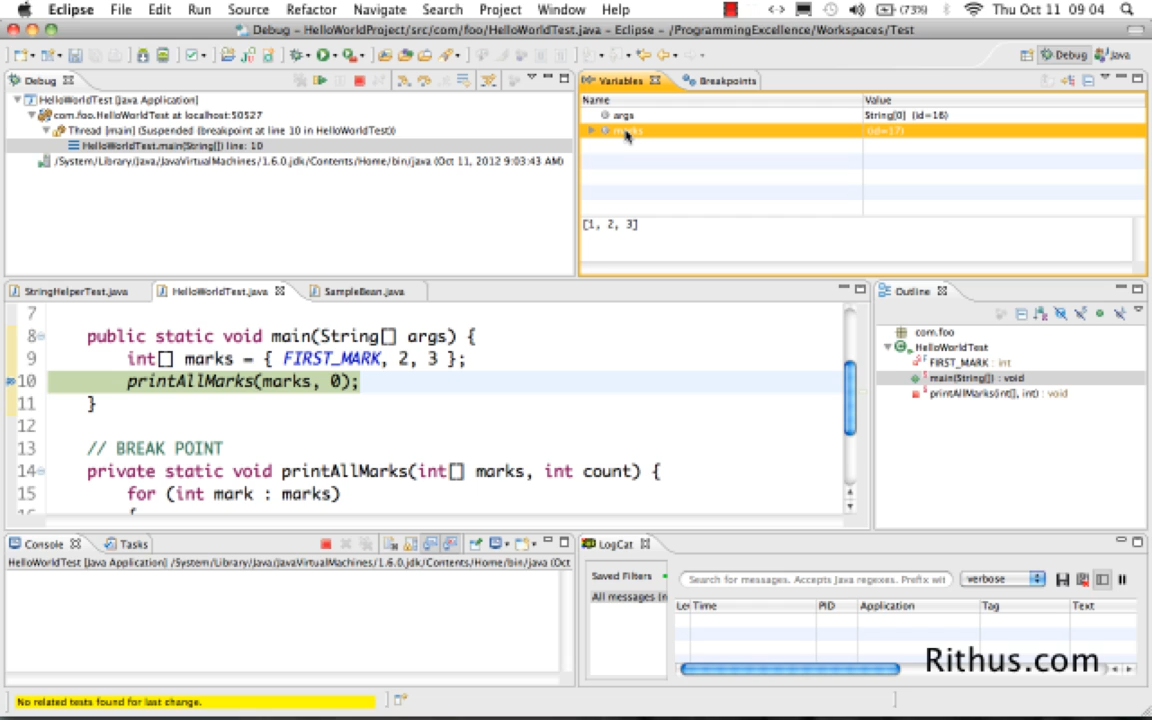 Eclipse File Edit Run Source Refactor Navigate Search Project Window Help (73%) Thu Oct 11 09:04
Debug - HelloWorldProject/src/com/foo/HelloWorldTest.java - Eclipse - /ProgrammingExcellence/Workspaces/Test
Debug Java
Debug
HelloWorldTest [Java Application]
com.foo.HelloWorldTest at localhost:50527
Thread [main] (Suspended (breakpoint at line 10 in HelloWorldTest))
HelloWorldTest.main(String[]) line: 10
/System/Library/Java/JavaVirtualMachines/1.6.0.jdk/Contents/Home/bin/java (Oct 11, 2012 9:03:43 AM)
Variables Breakpoints
Name Value
args String[0] (id=16)
marks (id=17)
[1, 2, 3]
StringHelperTest.java HelloWorldTest.java SampleBean.java
7
8 public static void main(String[] args) {
9 int[] marks = { FIRST_MARK, 2, 3 };
10 printAllMarks(marks, 0);
11 }
12
13 // BREAK POINT
14 private static void printAllMarks(int[] marks, int count) {
15 for (int mark : marks)
{
Outline
com.foo
HelloWorldTest
FIRST_MARK : int
main(String[]) : void
printAllMarks(int[], int) : void
Console Tasks
HelloWorldTest [Java Application] /System/Library/Java/JavaVirtualMachines/1.6.0.jdk/Contents/Home/bin/java (Oct
LogCat
Saved Filters
All messages (n
Search for messages. Accepts Java regexes. Prefix wit verbose
Le Time PID Application Tag Text
Rithus.com
No related tests found for last change.